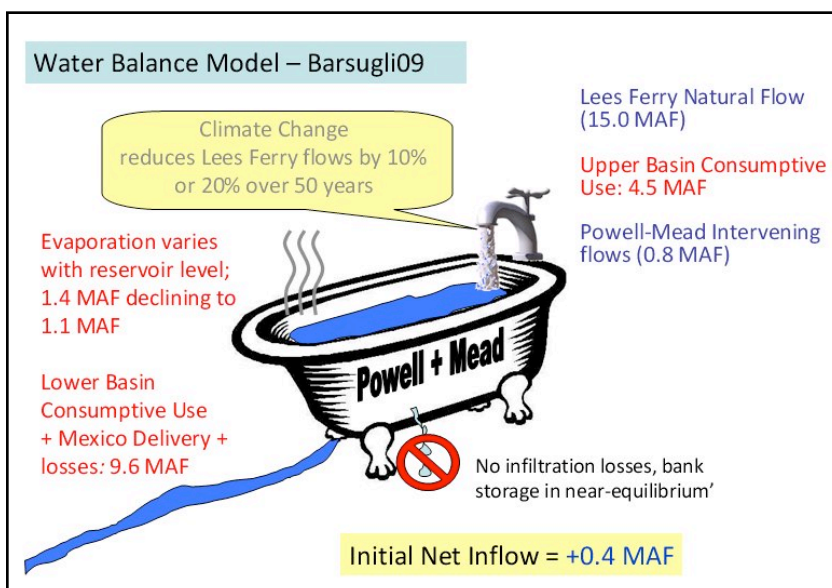 Water Balance Model – Barsugli09
Climate Change
reduces Lees Ferry flows by 10%
or 20% over 50 years
Lees Ferry Natural Flow
(15.0 MAF)
Upper Basin Consumptive
Use: 4.5 MAF
Powell-Mead Intervening
flows (0.8 MAF)
Evaporation varies
with reservoir level;
1.4 MAF declining to
1.1 MAF
Powell + Mead
Lower Basin
Consumptive Use
+ Mexico Delivery +
losses: 9.6 MAF
No infiltration losses, bank
storage in near-equilibrium’
Initial Net Inflow = +0.4 MAF